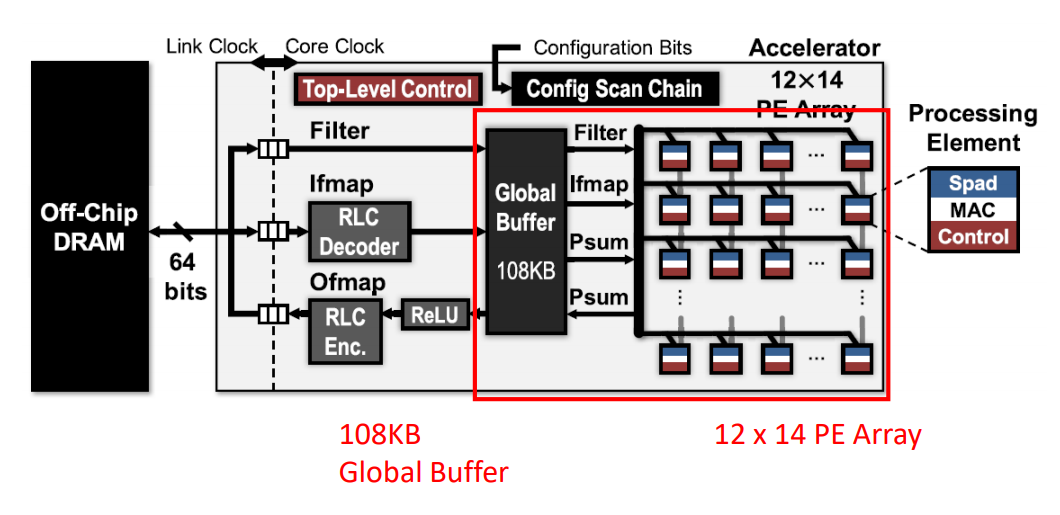 Link Clock
Core Clock
Configuration Bits
Accelerator
12×14
PE Array
Top-Level Control
Config Scan Chain
Processing
Element
Filter
Filter
Ifmap
Ifmap
RLC
Decoder
Off-Chip
DRAM
64
bits
Global
Buffer
108KB
Psum
Psum
Spad
MAC
Control
Ofmap
RLC
Enc.
ReLU
...
...
...
...
...
...
108KB
Global Buffer
12 x 14 PE Array